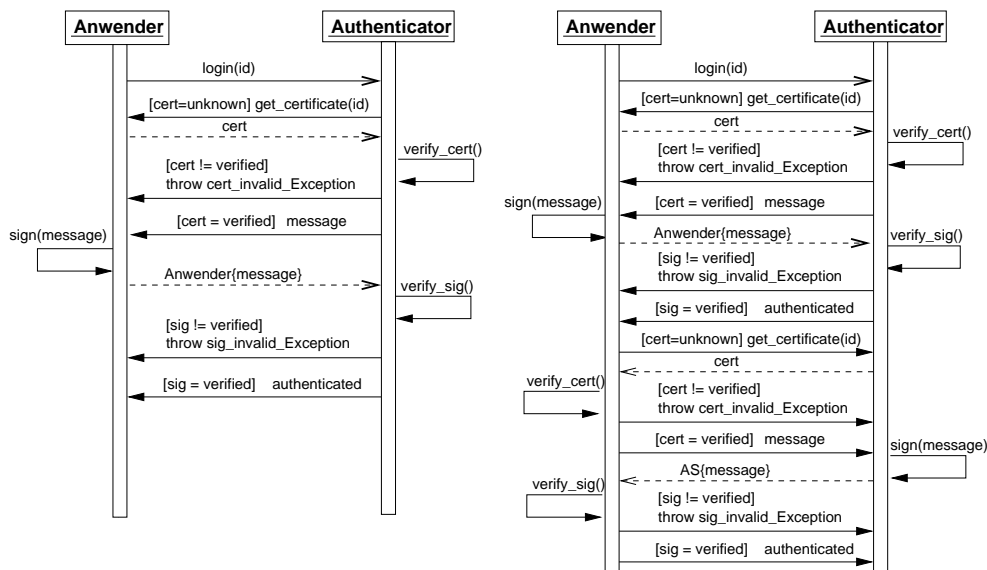 Anwender
Authenticator
login(id)
[cert=unknown] get_certificate(id)
cert
verify_cert()
[cert != verified]
throw cert_invalid_Exception
[cert = verified] message
sign(message)
Anwender{message}
verify_sig()
[sig != verified]
throw sig_invalid_Exception
[sig = verified] authenticated
Anwender
Authenticator
login(id)
[cert=unknown] get_certificate(id)
cert
verify_cert()
[cert != verified]
throw cert_invalid_Exception
sign(message)
[cert = verified] message
Anwender{message}
verify_sig()
[sig != verified]
throw sig_invalid_Exception
[sig = verified] authenticated
[cert=unknown] get_certificate(id)
cert
verify_cert()
[cert != verified]
throw cert_invalid_Exception
[cert = verified] message
sign(message)
AS{message}
verify_sig()
[sig != verified]
throw sig_invalid_Exception
[sig = verified] authenticated